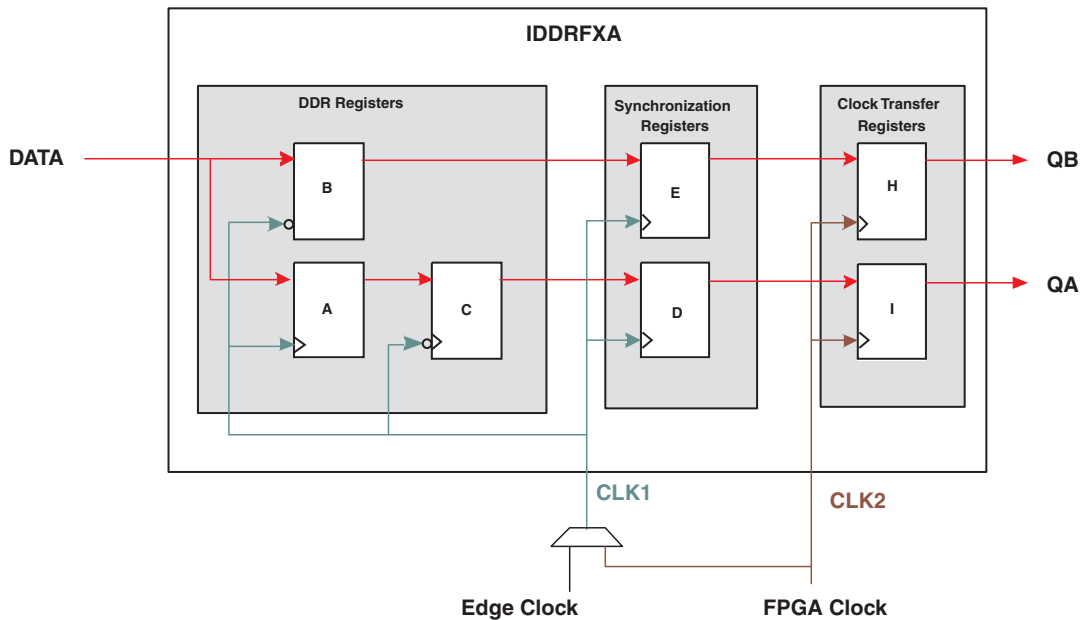 IDDRFXA
DDR Registers
Synchronization
Registers
Clock Transfer
Registers
DATA
B
E
H
QB
A
C
D
I
QA
CLK1
CLK2
Edge Clock
FPGA Clock